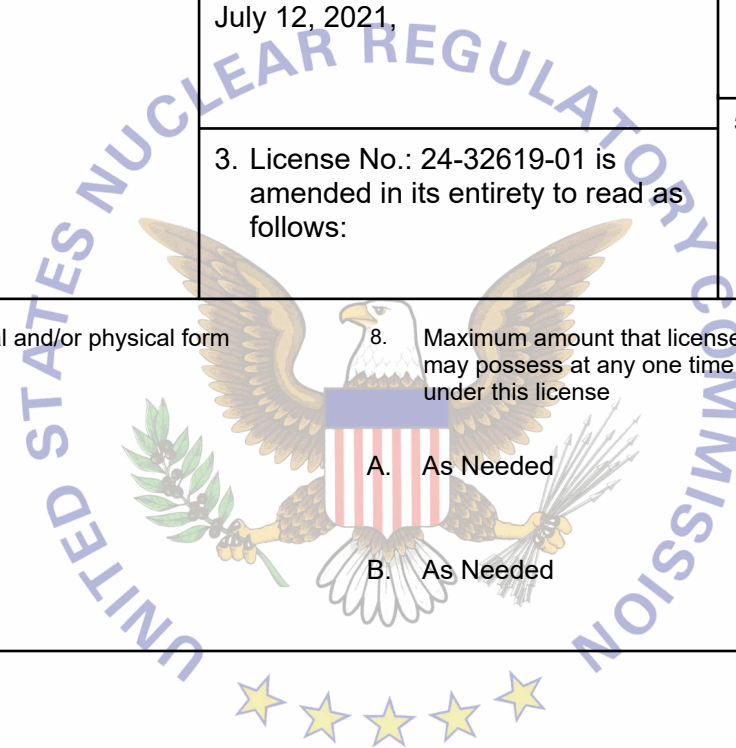 July 12, 2021,
3. License No.: 24-32619-01 is
amended in its entirety to read as
follows:
and/or physical form
8. Maximum amount that license
may possess at any one time
under this license
A. As Needed
B. As Needed
UNITED STATES NUCLEAR REGULATORY COMMISSION